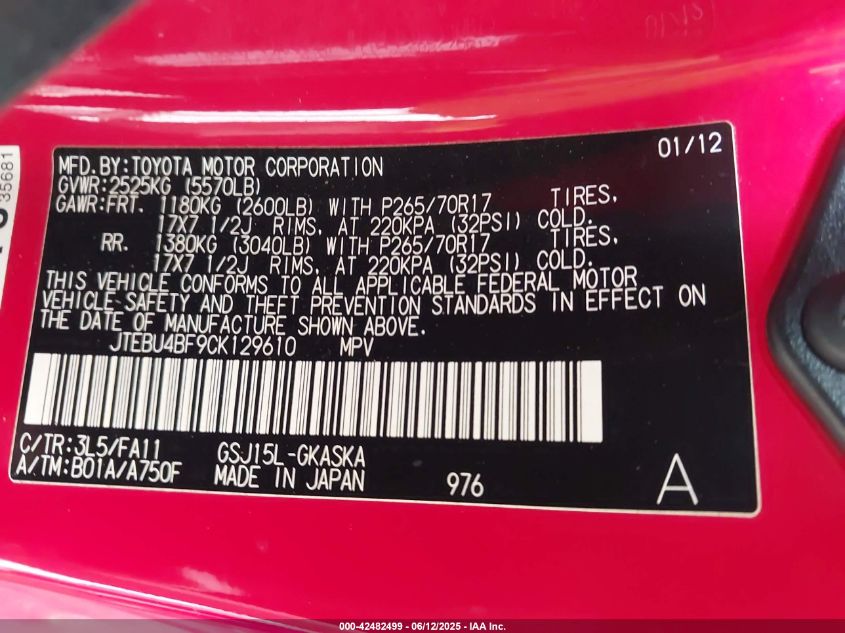 01/12
35681
MFD.BY:TOYOTA MOTOR CORPORATION 01/12
GVWR:2525KG (5570LB)
GAWR:FRT. 1180KG (2600LB) WITH P265/70R17 TIRES,
17X7 1/2J RIMS, AT 220KPA (32PSI) COLD.
RR. 1380KG (3040LB) WITH P265/70R17 TIRES,
17X7 1/2J RIMS, AT 220KPA (32PSI) COLD.
THIS VEHICLE CONFORMS TO ALL APPLICABLE FEDERAL MOTOR
VEHICLE SAFETY AND THEFT PREVENTION STANDARDS IN EFFECT ON
THE DATE OF MANUFACTURE SHOWN ABOVE.
JTEBU4BF9CK129610 MPV
C/TR:3L5/FA11 GSJ15L-GKASKA
A/TM:B01A/A750F MADE IN JAPAN 976 A
000-42482499 - 06/12/2025 - IAA Inc.